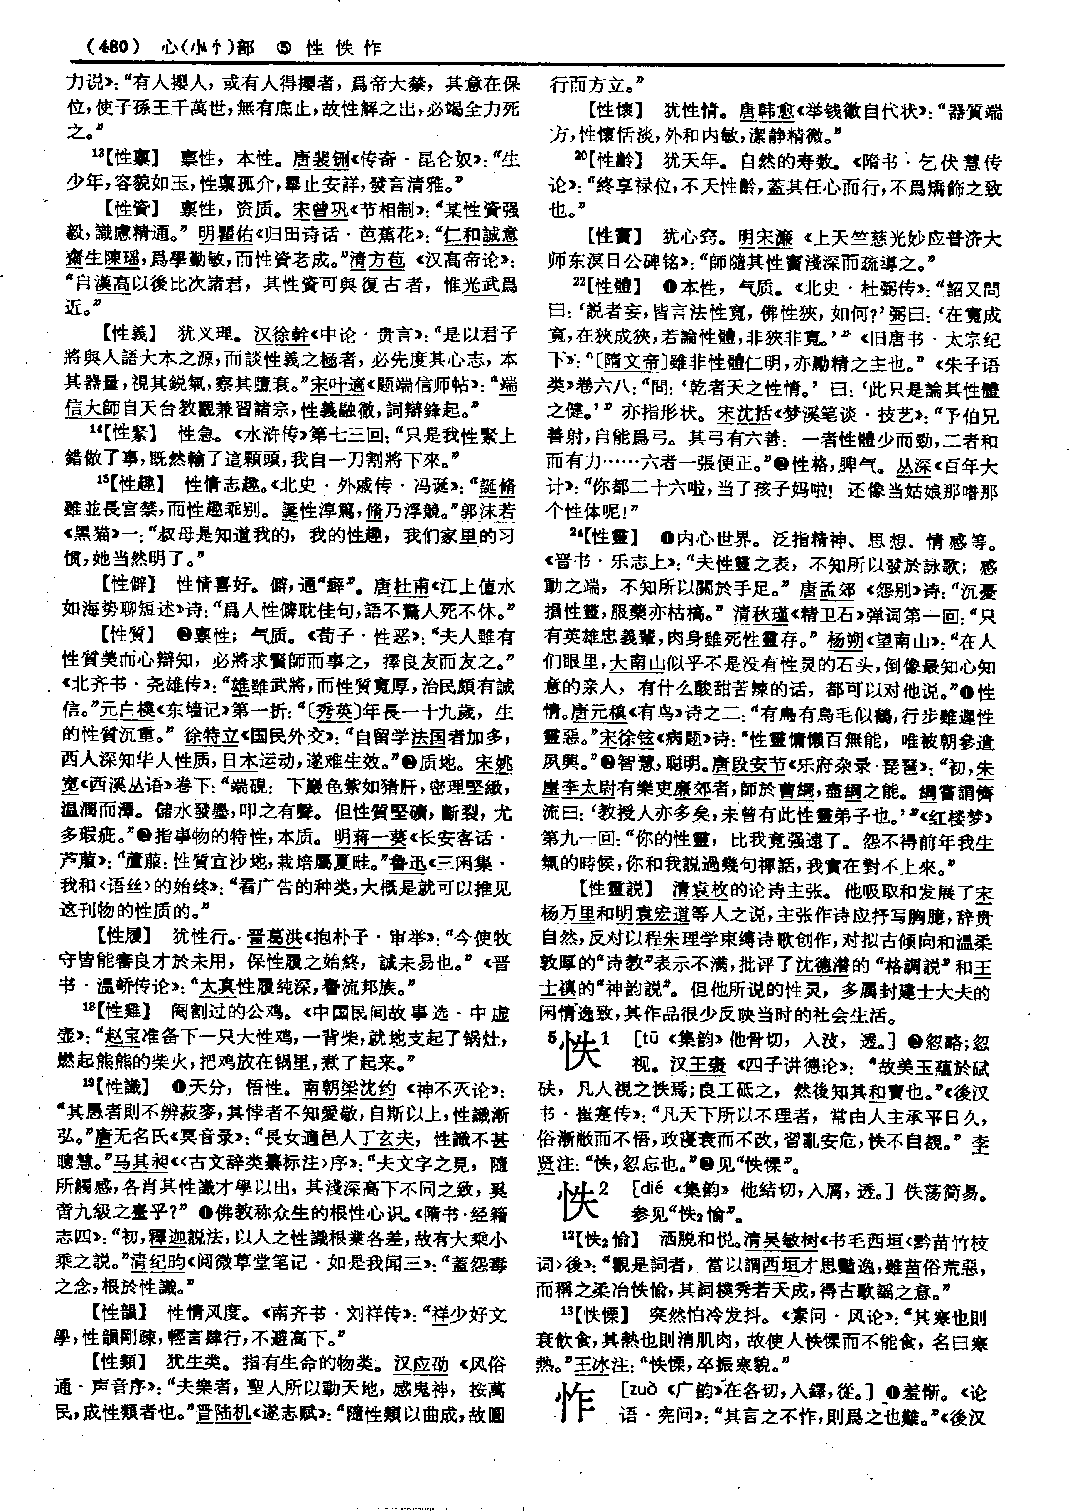 (480) 心(小忄)部 ⑤ 性怢怍
力说》：“有人攖人，或有人得攖者，爲帝大禁，其意在保
位，使子孫王千萬世，無有底止，故性解之出，必竭全力死
之。”
13【性稟】 稟性，本性。唐裴铏《传奇·昆仑奴》：“生
少年，容貌如玉，性稟孤介，舉止安詳，發言清雅。”
【性資】 稟性，资质。宋曾巩《节相制》：“某性資强
毅，識慮精通。”明瞿佑《归田诗话·芭蕉花》：“仁和誠意
齋生陳瑶，爲學勤敏，而性資老成。”清方苞《汉高帝论》：
“自漢高以後比次諸君，其性資可與復古者，惟光武爲
近。”
【性義】 犹义理。汉徐幹《中论·贵言》：“是以君子
將與人語大本之源，而談性義之極者，必先度其心志，本
其器量，視其鋭氣，察其墮衰。”宋叶適《题端信师帖》：“端
信大師自天台教觀兼習諸宗，性義融徹，詞辯鋒起。”
14【性緊】 性急。《水浒传》第七三回：“只是我性緊上
錯做了事，既然輸了這顆頭，我自一刀割將下來。”
15【性趣】 性情志趣。《北史·外戚传·冯诞》：“誕脩
雖並長宫禁，而性趣乖别。誕性淳篤，脩乃浮競。”郭沫若
《黑猫》一：“叔母是知道我的，我的性趣，我们家里的习
惯，她当然明了。”
【性僻】 性情喜好。僻，通“癖”。唐杜甫《江上值水
如海势聊短述》诗：“爲人性僻耽佳句，語不驚人死不休。”
【性質】 ❶稟性；气质。《荀子·性恶》：“夫人雖有
性質美而心辯知，必將求賢師而事之，擇良友而友之。”
《北齐书·尧雄传》：“雄雖武將，而性質寬厚，治民頗有誠
信。”元白樸《东墙记》第一折：“〔秀英〕年長一十九歲，生
的性質沉重。”徐特立《国民外交》：“自留学法国者加多，
西人深知华人性质，日本运动，遂难生效。”❷质地。宋姚
宽《西溪丛语》卷下：“端硯：下巖色紫如猪肝，密理堅緻，
温潤而澤。儲水發墨，叩之有聲。但性質堅礦，斷裂，尤
多瑕疵。”❸指事物的特性，本质。明蒋一葵《长安客话·
芦菔》：“蘆菔：性質宜沙地，栽培屬夏畦。”鲁迅《三闲集·
我和〈语丝〉的始终》：“看广告的种类，大概是就可以推见
这刊物的性质的。”
【性履】 犹性行。晋葛洪《抱朴子·审举》：“今使牧
守皆能審良才於未用，保性履之始終，誠未易也。”《晋
书·温峤传论》：“太真性履純深，譽流邦族。”
18【性雞】 阉割过的公鸡。《中国民间故事选·中虚
壶》：“赵宝准备下一只大性鸡，一背柴，就地支起了锅灶，
燃起熊熊的柴火，把鸡放在锅里，煮了起来。”
19【性識】 ❶天分，悟性。南朝梁沈约《神不灭论》：
“其愚者則不辨菽麥，其悖者不知愛敬，自斯以上，性識漸
弘。”唐无名氏《冥音录》：“長女適邑人丁玄夫，性識不甚
聰慧。”马其昶《〈古文辞类纂标注〉序》：“夫文字之見，隨
所觸感，各肖其性識才學以出，其淺深高下不同之致，奚
啻九級之臺乎？”❷佛教称众生的根性心识。《隋书·经籍
志四》：“初，釋迦説法，以人之性識根業各差，故有大乘小
乘之説。”清纪昀《阅微草堂笔记·如是我闻三》：“蓋怨毒
之念，根於性識。”
【性韻】 性情风度。《南齐书·刘祥传》：“祥少好文
學，性韻剛疎，輕言肆行，不避高下。”
【性類】 犹生类。指有生命的物类。汉应劭《风俗
通·声音序》：“夫樂者，聖人所以動天地，感鬼神，按萬
民，成性類者也。”晋陆机《遂志赋》：“隨性類以曲成，故圓
行而方立。”
【性懷】 犹性情。唐韩愈《举钱徽自代状》：“器質端
方，性懷恬淡，外和内敏，潔静精微。”
20【性齡】 犹天年。自然的寿数。《隋书·乞伏慧传
论》：“終享禄位，不夭性齡，蓋其任心而行，不爲矯飾之致
也。”
【性竇】 犹心窍。明宋濂《上天竺慈光妙应普济大
师东溟日公碑铭》：“師隨其性竇淺深而疏導之。”
22【性體】 ❶本性，气质。《北史·杜弼传》：“詔又問
曰：‘説者妄，皆言法性寬，佛性狹，如何？’弼曰：‘在寬成
寬，在狹成狹，若論性體，非狹非寬。’”《旧唐书·太宗纪
下》：“〔隋文帝〕雖非性體仁明，亦勵精之主也。”《朱子语
类》卷六八：“問：‘乾者天之性情。’曰：‘此只是論其性體
之健。’”亦指形状。宋沈括《梦溪笔谈·技艺》：“予伯兄
善射，自能爲弓。其弓有六善：一者性體少而勁，二者和
而有力……六者一張便正。”❷性格，脾气。丛深《百年大
计》：“你都二十六啦，当了孩子妈啦！还像当姑娘那嗒那
个性体呢！”
24【性靈】 ❶内心世界。泛指精神、思想、情感等。
《晋书·乐志上》：“夫性靈之表，不知所以發於詠歌；感
動之端，不知所以關於手足。”唐孟郊《怨别》诗：“沉憂
損性靈，服藥亦枯槁。”清秋瑾《精卫石》弹词第一回：“只
有英雄忠義輩，肉身雖死性靈存。”杨朔《望南山》：“在人
们眼里，大南山似乎不是没有性灵的石头，倒像最知心知
意的亲人，有什么酸甜苦辣的话，都可以对他说。”❷性
情。唐元稹《有鸟》诗之二：“有鳥有鳥毛似鶴，行步雖遲性
靈惡。”宋徐铉《病题》诗：“性靈慵懶百無能，唯被朝參遣
夙興。”❸智慧，聪明。唐段安节《乐府杂录·琵琶》：“初，朱
崖李太尉有樂吏廉郊者，師於曹綱，盡綱之能。綱嘗謂儕
流曰：‘教授人亦多矣，未曾有此性靈弟子也。’”《红楼梦》
第九一回：“你的性靈，比我竟强遠了。怨不得前年我生
氣的時候，你和我説過幾句禪話，我實在對不上來。”
【性靈説】 清袁枚的论诗主张。他吸取和发展了宋
杨万里和明袁宏道等人之说，主张作诗应抒写胸臆，辞贵
自然，反对以程朱理学束缚诗歌创作，对拟古倾向和温柔
敦厚的“诗教”表示不满，批评了沈德潜的“格調説”和王
士禛的“神韵説”。但他所说的性灵，多属封建士大夫的
闲情逸致，其作品很少反映当时的社会生活。
5怢1 [tū《集韵》他骨切，入没，透。]❶忽略；忽
视。汉王褒《四子讲德论》：“故美玉藴於碔
砆，凡人視之怢焉；良工砥之，然後知其和寶也。”《後汉
书·崔寔传》：“凡天下所以不理者，常由人主承平日久，
俗漸敝而不悟，政寖衰而不改，習亂安危，怢不自覩。”李
贤注：“怢，忽忘也。”❷见“怢慄”。
怢2 [dié《集韵》他结切，入屑，透。]佚荡简易。
参见“怢2愉”。
12【怢2愉】 洒脱和悦。清吴敏树《书毛西垣〈黔苗竹枝
词〉後》：“觀是詞者，當以謂西垣才思豔逸，雖苗俗荒惡，
而稱之柔冶怢愉，其詞樸秀若天成，得古歌謡之意。”
13【怢慄】 突然怕冷发抖。《素问·风论》：“其寒也則
衰飲食，其熱也則消肌肉，故使人怢慄而不能食，名曰寒
熱。”王冰注：“怢慄，卒振寒貌。”
怍 [zuò《广韵》在各切，入鐸，從。]❶羞惭。《论
语·宪问》：“其言之不怍，則爲之也難。”《後汉